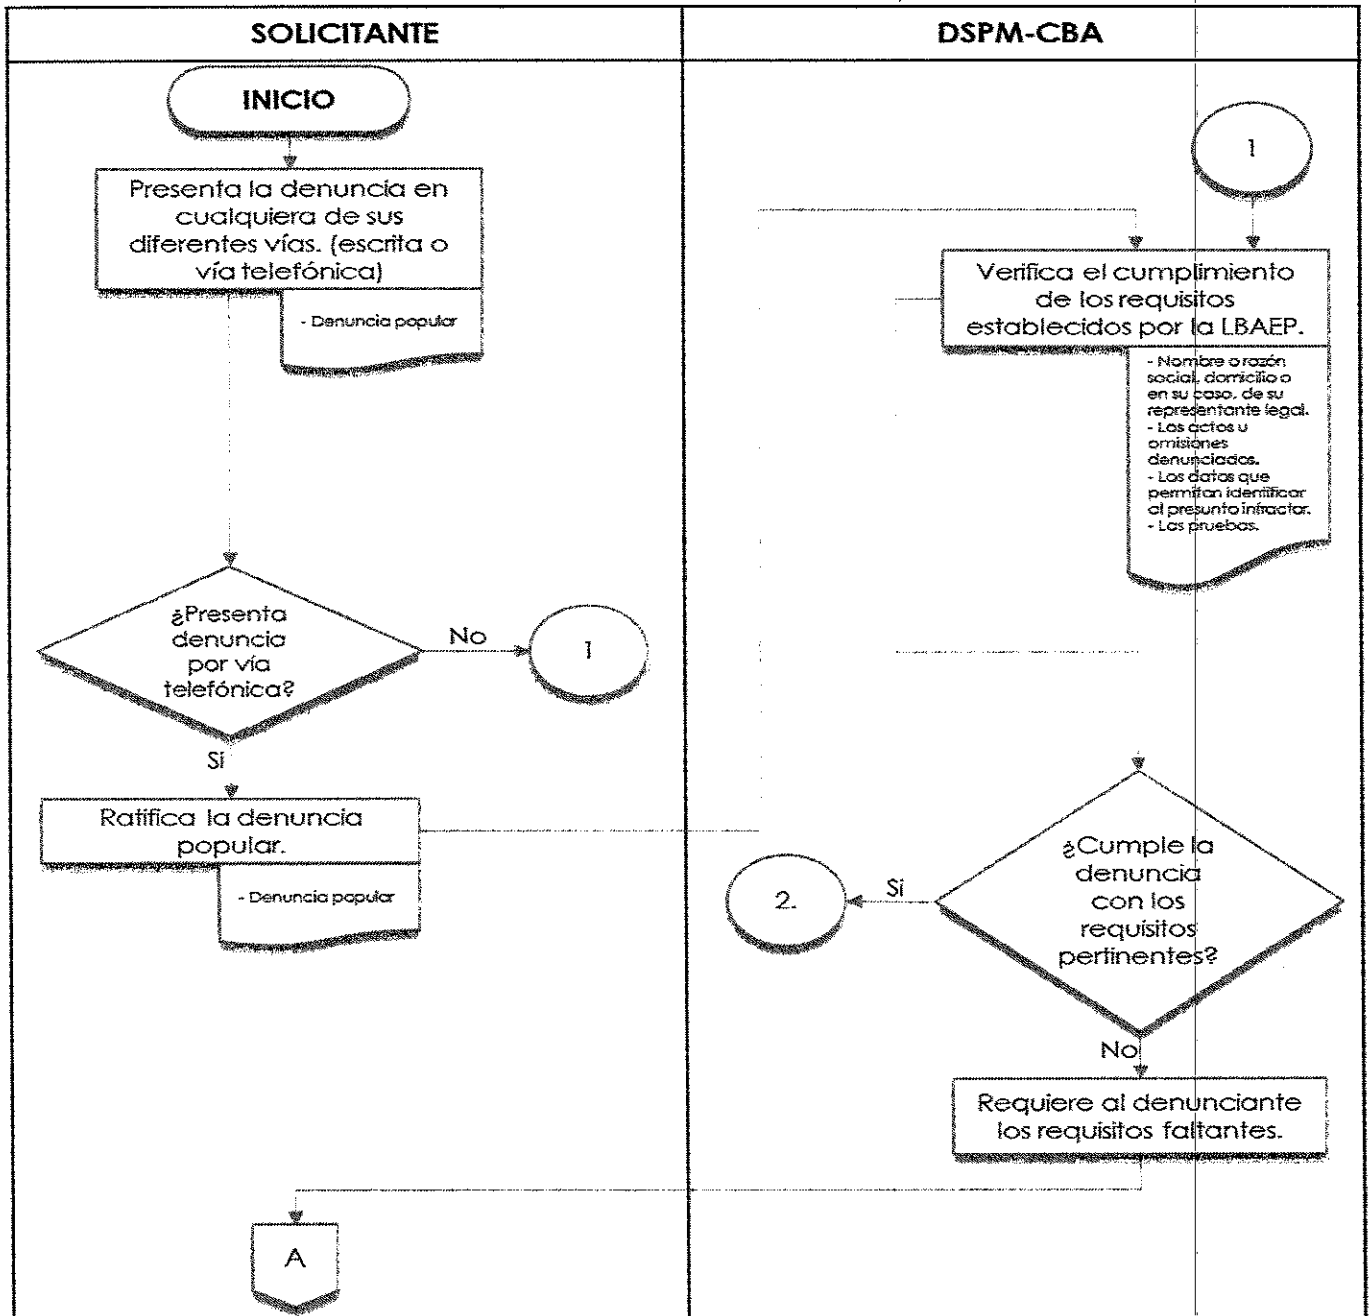 SOLICITANTE
DSPM-CBA
INICIO
Presenta la denuncia en
cualquiera de sus
diferentes vías. (escrita o
vía telefónica)
- Denuncia popular
¿Presenta
denuncia
por vía
telefónica?
No
1
Si
Ratifica la denuncia
popular.
- Denuncia popular
A
1
Verifica el cumplimiento
de los requisitos
establecidos por la LBAEP.
- Nombre o razón
social, domicilio o
en su caso, de su
representante legal.
- Los actos u
omisiones
denunciados.
- Los datos que
permitan identificar
al presunto infractor.
- Las pruebas.
¿Cumple la
denuncia
con los
requisitos
pertinentes?
Si
2.
No
Requiere al denunciante
los requisitos faltantes.